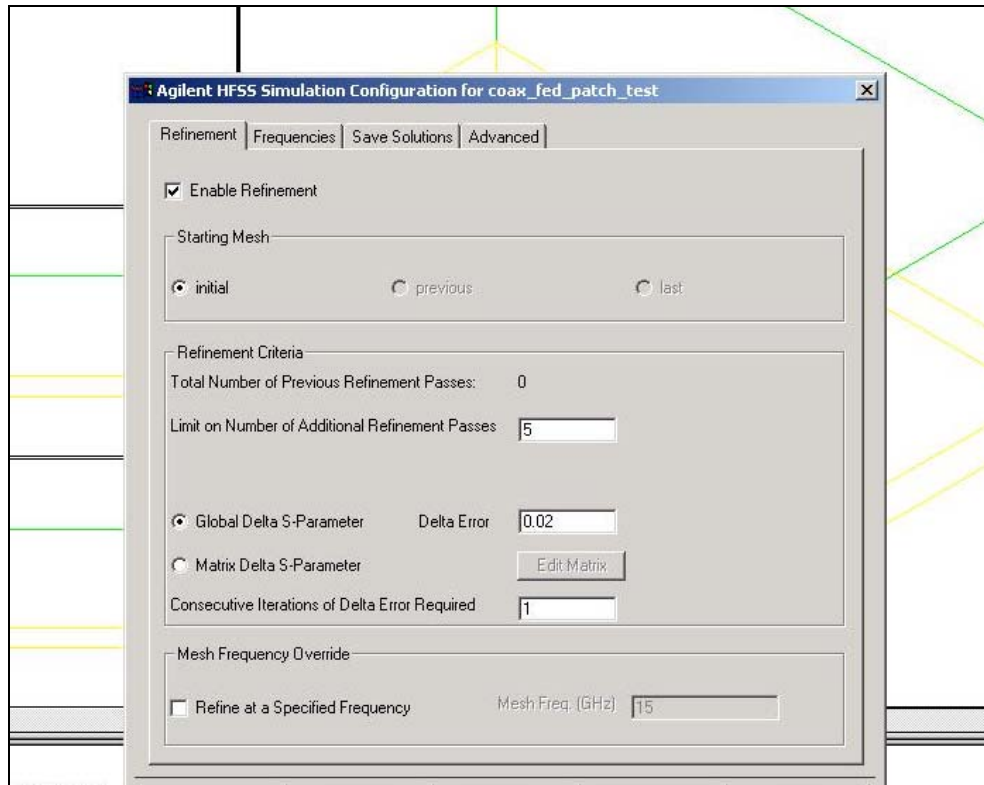 Agilent HFSS Simulation Configuration for coax_fed_patch_test
Refinement Frequencies Save Solutions Advanced
Enable Refinement
Starting Mesh
initial previous last
Refinement Criteria
Total Number of Previous Refinement Passes: 0
Limit on Number of Additional Refinement Passes 5
Global Delta S-Parameter Delta Error 0.02
Matrix Delta S-Parameter Edit Matrix
Consecutive Iterations of Delta Error Required 1
Mesh Frequency Override
Refine at a Specified Frequency Mesh Freq. (GHz) 15